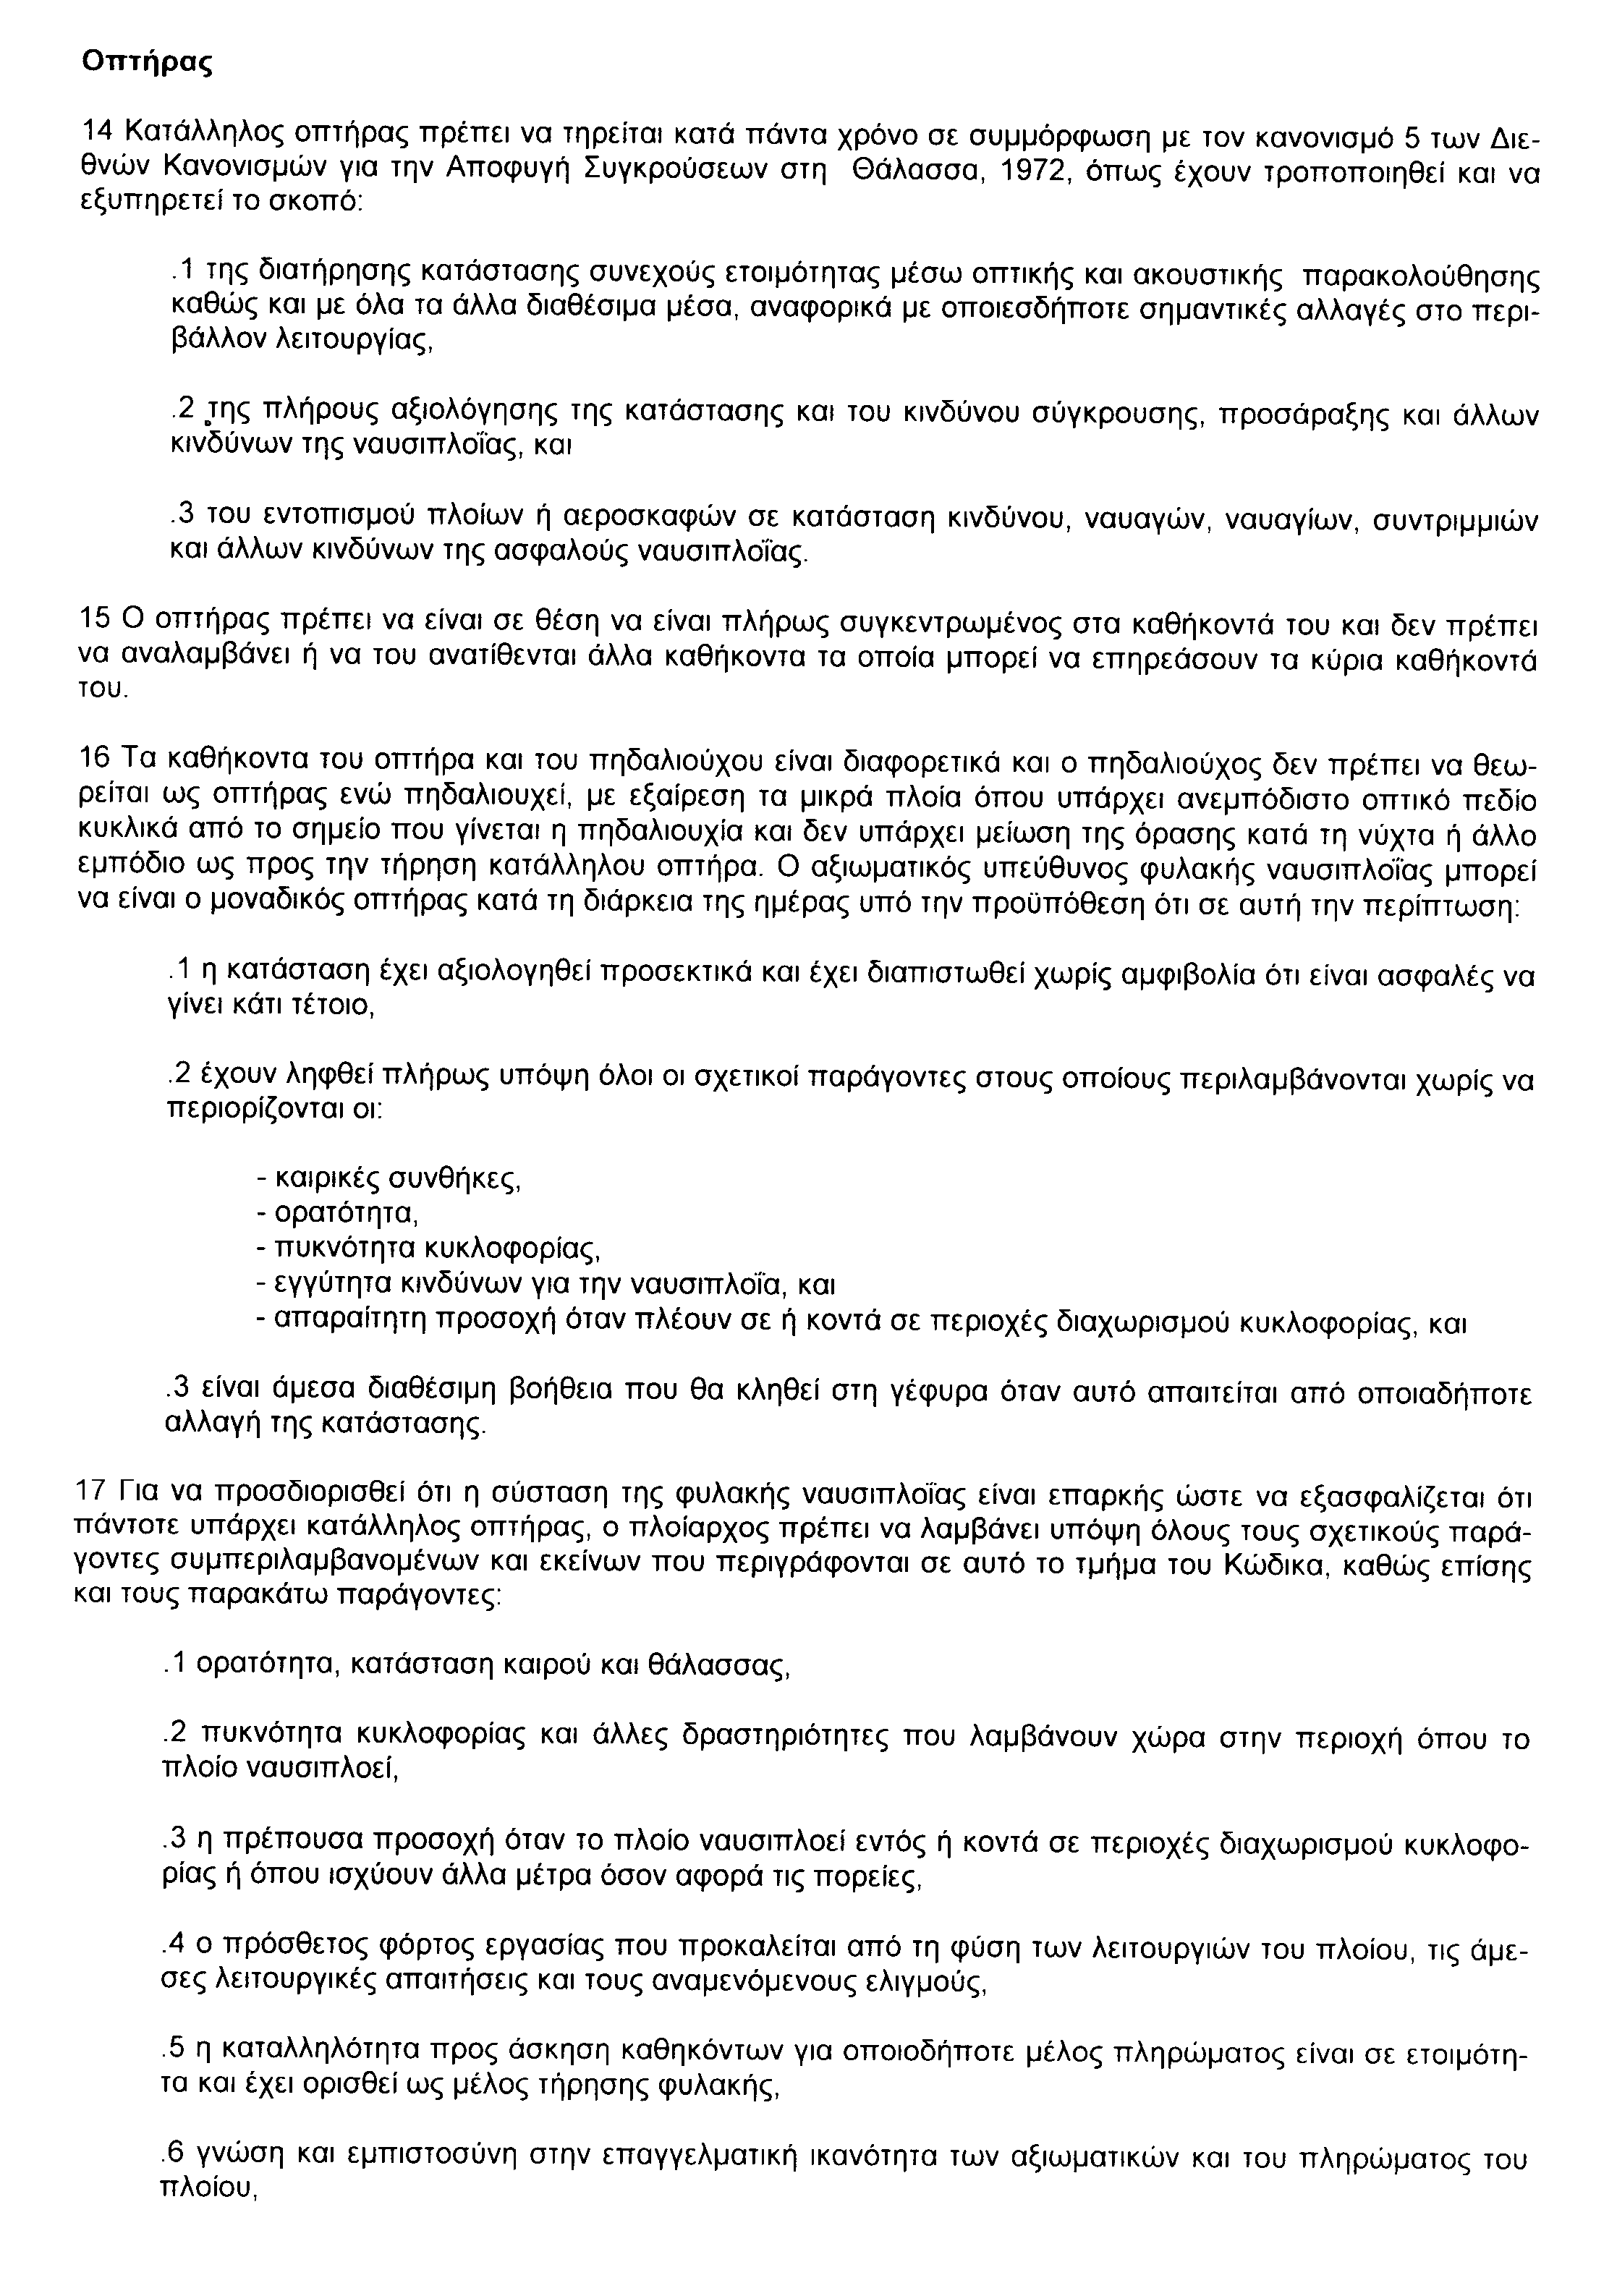 Οπτήρας
14 Κατάλληλος οπτήρας πρέπει να τηρείται κατά πάντα χρόνο σε συμμόρφωση με τον κανονισμό 5 των Διε-
θνών Κανονισμών για την Αποφυγή Συγκρούσεων στη Θάλασσα, 1972, όπως έχουν τροποποιηθεί και να
εξυπηρετεί το σκοπό:
.1 της διατήρησης κατάστασης συνεχούς ετοιμότητας μέσω οπτικής και ακουστικής παρακολούθησης
καθώς και με όλα τα άλλα διαθέσιμα μέσα, αναφορικά με οποιεσδήποτε σημαντικές αλλαγές στο περι-
βάλλον λειτουργίας,
.2 της πλήρους αξιολόγησης της κατάστασης και του κινδύνου σύγκρουσης, προσάραξης και άλλων
κινδύνων της ναυσιπλοΐας, και
.3 του εντοπισμού πλοίων ή αεροσκαφών σε κατάσταση κινδύνου, ναυαγών, ναυαγίων, συντριμμιών
και άλλων κινδύνων της ασφαλούς ναυσιπλοΐας.
15 Ο οπτήρας πρέπει να είναι σε θέση να είναι πλήρως συγκεντρωμένος στα καθήκοντά του και δεν πρέπει
να αναλαμβάνει ή να του ανατίθενται άλλα καθήκοντα τα οποία μπορεί να επηρεάσουν τα κύρια καθήκοντά
του.
16 Τα καθήκοντα του οπτήρα και του πηδαλιούχου είναι διαφορετικά και ο πηδαλιούχος δεν πρέπει να θεω-
ρείται ως οπτήρας ενώ πηδαλιουχεί, με εξαίρεση τα μικρά πλοία όπου υπάρχει ανεμπόδιστο οπτικό πεδίο
κυκλικά από το σημείο που γίνεται η πηδαλιουχία και δεν υπάρχει μείωση της όρασης κατά τη νύχτα ή άλλο
εμπόδιο ως προς την τήρηση κατάλληλου οπτήρα. Ο αξιωματικός υπεύθυνος φυλακής ναυσιπλοΐας μπορεί
να είναι ο μοναδικός οπτήρας κατά τη διάρκεια της ημέρας υπό την προϋπόθεση ότι σε αυτή την περίπτωση:
.1 η κατάσταση έχει αξιολογηθεί προσεκτικά και έχει διαπιστωθεί χωρίς αμφιβολία ότι είναι ασφαλές να
γίνει κάτι τέτοιο,
.2 έχουν ληφθεί πλήρως υπόψη όλοι οι σχετικοί παράγοντες στους οποίους περιλαμβάνονται χωρίς να
περιορίζονται οι:
- καιρικές συνθήκες,
- ορατότητα,
- πυκνότητα κυκλοφορίας,
- εγγύτητα κινδύνων για την ναυσιπλοΐα, και
- απαραίτητη προσοχή όταν πλέουν σε ή κοντά σε περιοχές διαχωρισμού κυκλοφορίας, και
.3 είναι άμεσα διαθέσιμη βοήθεια που θα κληθεί στη γέφυρα όταν αυτό απαιτείται από οποιαδήποτε
αλλαγή της κατάστασης.
17 Για να προσδιορισθεί ότι η σύσταση της φυλακής ναυσιπλοΐας είναι επαρκής ώστε να εξασφαλίζεται ότι
πάντοτε υπάρχει κατάλληλος οπτήρας, ο πλοίαρχος πρέπει να λαμβάνει υπόψη όλους τους σχετικούς παρά-
γοντες συμπεριλαμβανομένων και εκείνων που περιγράφονται σε αυτό το τμήμα του Κώδικα, καθώς επίσης
και τους παρακάτω παράγοντες:
.1 ορατότητα, κατάσταση καιρού και θάλασσας,
.2 πυκνότητα κυκλοφορίας και άλλες δραστηριότητες που λαμβάνουν χώρα στην περιοχή όπου το
πλοίο ναυσιπλοεί,
.3 η πρέπουσα προσοχή όταν το πλοίο ναυσιπλοεί εντός ή κοντά σε περιοχές διαχωρισμού κυκλοφο-
ρίας ή όπου ισχύουν άλλα μέτρα όσον αφορά τις πορείες,
.4 ο πρόσθετος φόρτος εργασίας που προκαλείται από τη φύση των λειτουργιών του πλοίου, τις άμε-
σες λειτουργικές απαιτήσεις και τους αναμενόμενους ελιγμούς,
.5 η καταλληλότητα προς άσκηση καθηκόντων για οποιοδήποτε μέλος πληρώματος είναι σε ετοιμότη-
τα και έχει ορισθεί ως μέλος τήρησης φυλακής,
.6 γνώση και εμπιστοσύνη στην επαγγελματική ικανότητα των αξιωματικών και του πληρώματος του
πλοίου,